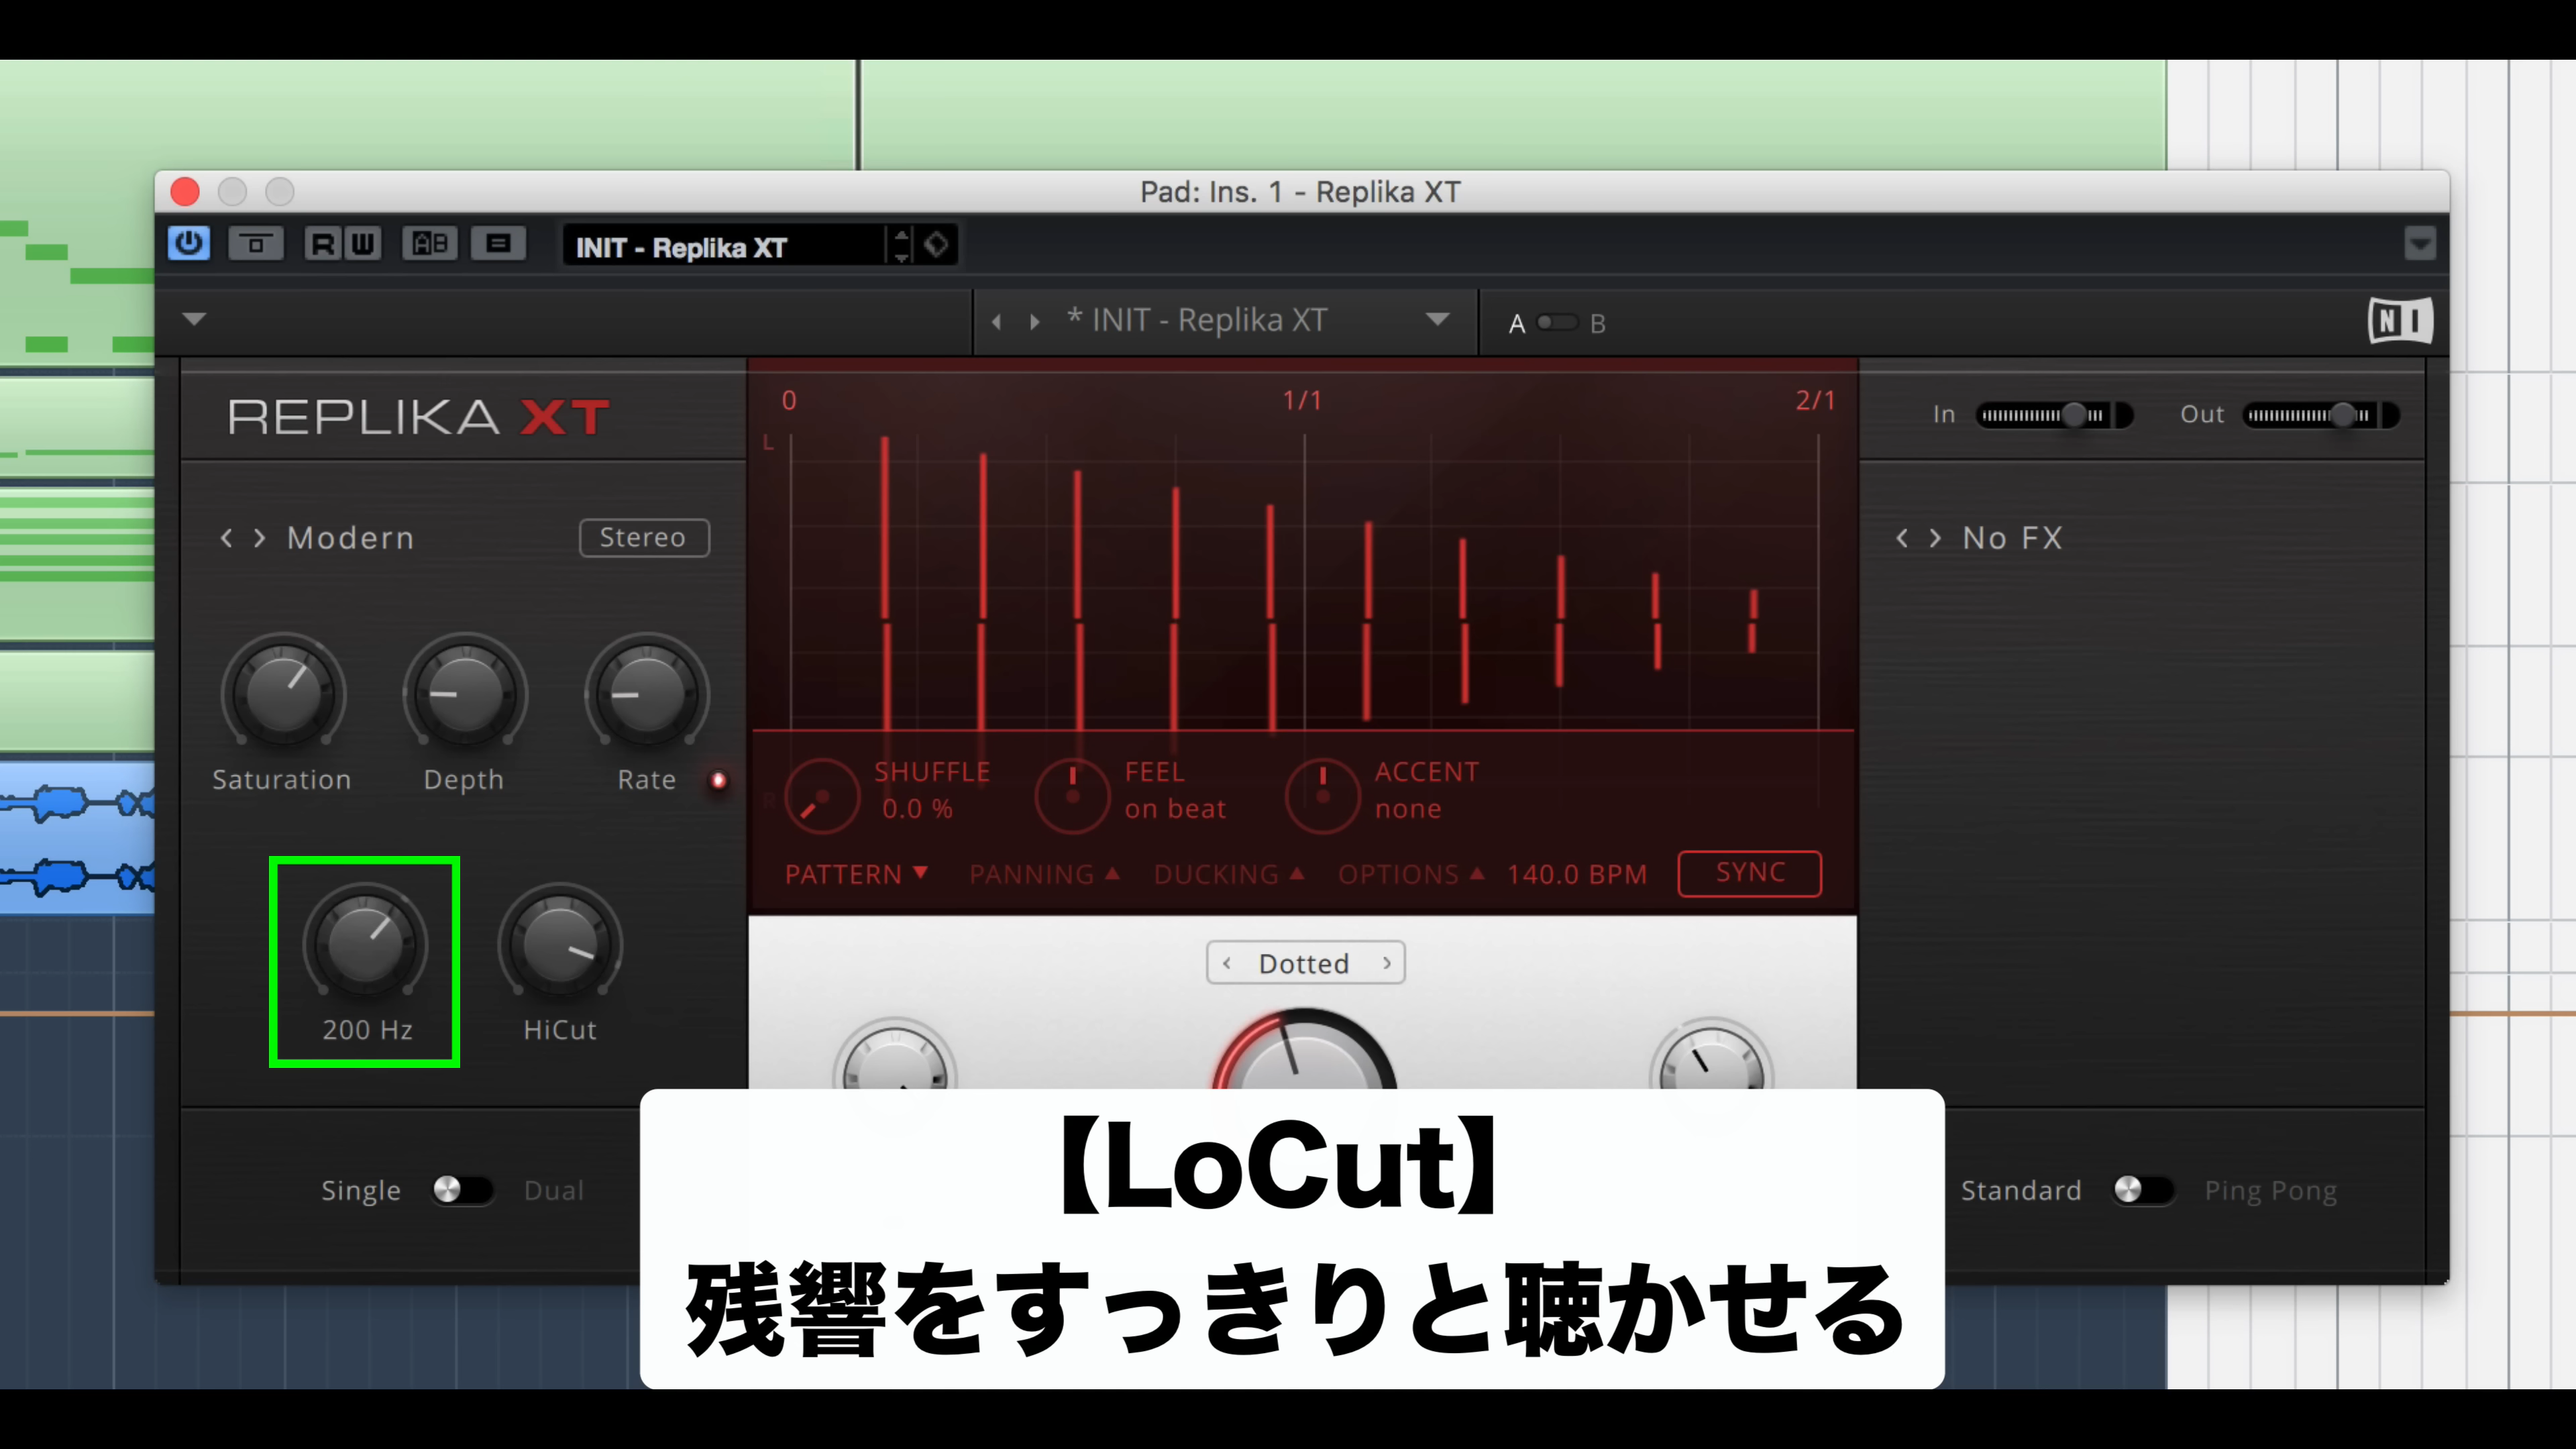 Pad: Ins. 1 - Replika XT
R W AB
INIT - Replika XT
* INIT - Replika XT
A B
NI
REPLIKA XT
0 1/1 2/1
In Out
L
Modern Stereo
No FX
Saturation Depth Rate
R
SHUFFLE
0.0 %
FEEL
on beat
ACCENT
none
PATTERN PANNING DUCKING OPTIONS 140.0 BPM SYNC
Dotted
200 Hz HiCut
Single Dual
Standard Ping Pong
【LoCut】
残響をすっきりと聴かせる